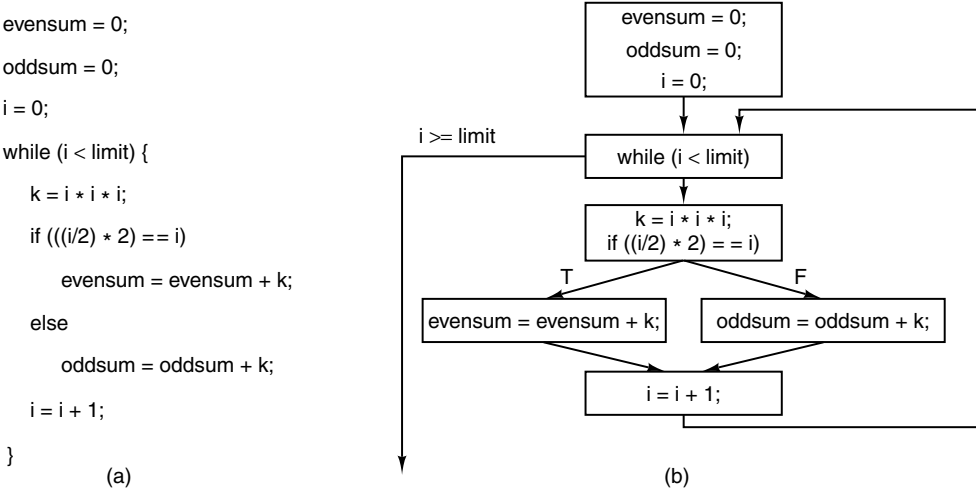 evensum = 0;
oddsum = 0;
i = 0;
while (i < limit) {
k = i * i * i;
if (((i/2) * 2) == i)
evensum = evensum + k;
else
oddsum = oddsum + k;
i = i + 1;
}
(a)
evensum = 0;
oddsum = 0;
i = 0;
i >= limit
while (i < limit)
k = i * i * i;
if ((i/2) * 2) = = i)
T
F
evensum = evensum + k;
oddsum = oddsum + k;
i = i + 1;
(b)